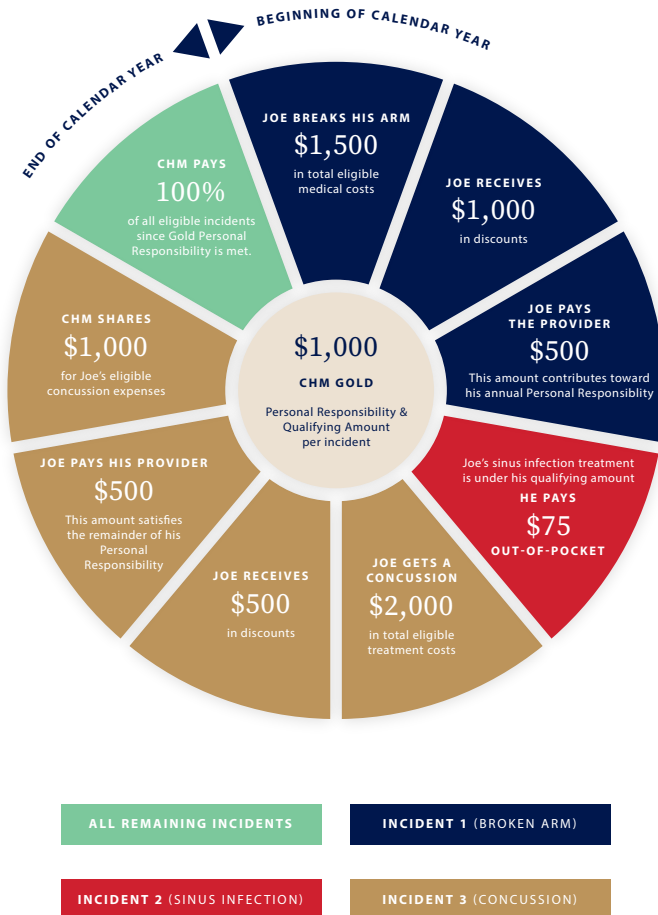 BEGINNING OF CALENDAR YEAR
JOE BREAKS HIS ARM
$1,500
in total eligible
medical costs
JOE RECEIVES
$1,000
in discounts
JOE PAYS
THE PROVIDER
$500
This amount contributes toward
his annual Personal Responsiblity
Joe's sinus infection treatment
is under his qualifying amount
HE PAYS
$75
OUT-OF-POCKET
JOE GETS A
CONCUSSION
$2,000
in total eligible
treatment costs
JOE RECEIVES
$500
in discounts
JOE PAYS HIS PROVIDER
$500
This amount satisfies
the remainder of his
Personal
Responsibility
CHM SHARES
$1,000
for Joe's eligible
concussion expenses
CHM PAYS
100%
of all eligible incidents
since Gold Personal
Responsibility is met.
END OF CALENDAR YEAR
$1,000
CHM GOLD
Personal Responsibility &
Qualifying Amount
per incident
ALL REMAINING INCIDENTS
INCIDENT 1 (BROKEN ARM)
INCIDENT 2 (SINUS INFECTION)
INCIDENT 3 (CONCUSSION)